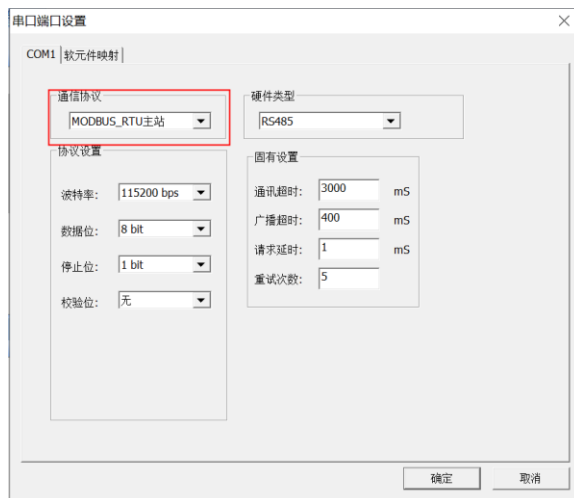 串口端口设置
COM1 软元件映射
通信协议
MODBUS_RTU主站
硬件类型
RS485
协议设置
波特率: 115200 bps
数据位: 8 bit
停止位: 1 bit
校验位: 无
固有设置
通讯超时: 3000 mS
广播超时: 400 mS
请求延时: 1 mS
重试次数: 5
确定 取消